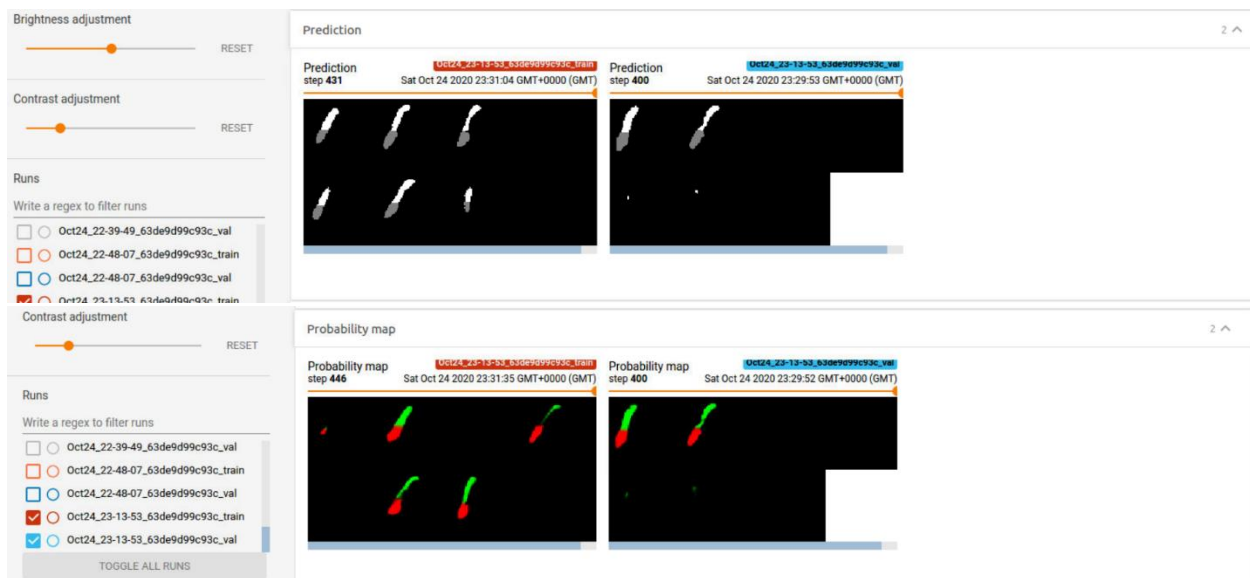 Brightness adjustment
RESET
Contrast adjustment
RESET
Runs
Write a regex to filter runs
Oct24_22-39-49_63de9d99c93c_val
Oct24_22-48-07_63de9d99c93c_train
Oct24_22-48-07_63de9d99c93c_val
Oct24_23-13-53_63de9d99c93c_train
Prediction
2
Prediction
Oct24_23-13-53_63de9d99c93c_train
step 431
Sat Oct 24 2020 23:31:04 GMT+0000 (GMT)
Prediction
Oct24_23-13-53_63de9d99c93c_val
step 400
Sat Oct 24 2020 23:29:53 GMT+0000 (GMT)
Contrast adjustment
RESET
Runs
Write a regex to filter runs
Oct24_22-39-49_63de9d99c93c_val
Oct24_22-48-07_63de9d99c93c_train
Oct24_22-48-07_63de9d99c93c_val
Oct24_23-13-53_63de9d99c93c_train
Oct24_23-13-53_63de9d99c93c_val
TOGGLE ALL RUNS
Probability map
2
Probability map
Oct24_23-13-53_63de9d99c93c_train
step 446
Sat Oct 24 2020 23:31:35 GMT+0000 (GMT)
Probability map
Oct24_23-13-53_63de9d99c93c_val
step 400
Sat Oct 24 2020 23:29:52 GMT+0000 (GMT)